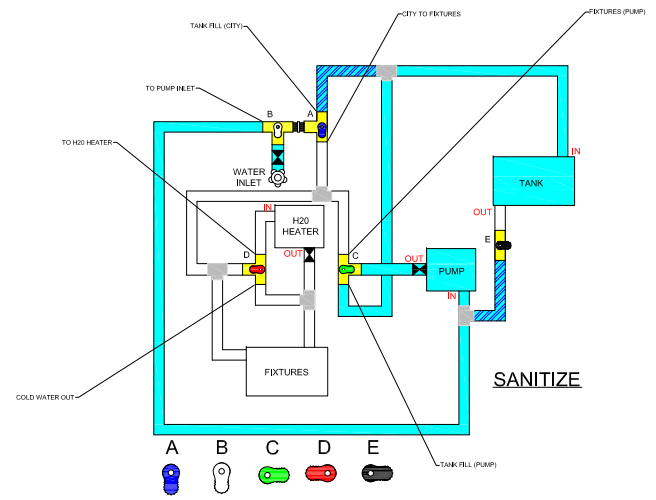 CITY TO FIXTURES
FIXTURES (PUMP)
TANK FILL (CITY)
TO PUMP INLET
B
A
TO H20 HEATER
WATER
INLET
IN
TANK
IN
H20
HEATER
OUT
OUT
D
C
E
OUT
PUMP
IN
FIXTURES
SANITIZE
COLD WATER OUT
TANK FILL (PUMP)
A B C D E